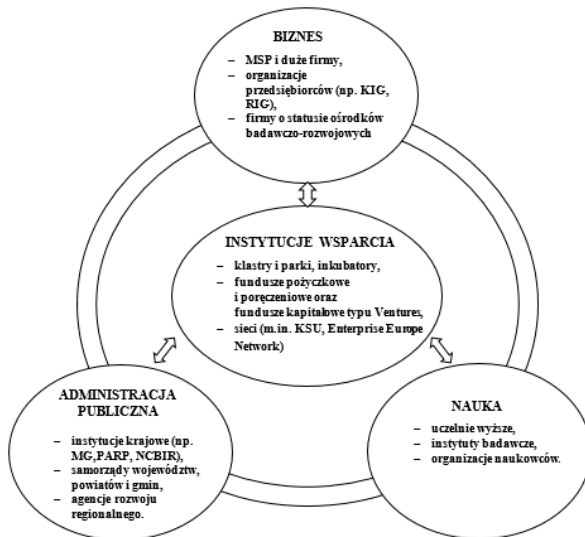 BIZNES
– MSP i duże firmy,
– organizacje
przedsiębiorców (np. KIG,
RIG),
– firmy o statusie ośrodków
badawczo-rozwojowych
INSTYTUCJE WSPARCIA
– klastry i parki, inkubatory,
– fundusze pożyczkowe
i poręczeniowe oraz
fundusze kapitałowe typu Ventures,
– sieci (m.in. KSU, Enterprise Europe
Network)
ADMINISTRACJA
PUBLICZNA
– instytucje krajowe (np.
MG,PARP, NCBIR),
– samorządy województw,
powiatów i gmin,
– agencje rozwoju
regionalnego.
NAUKA
– uczelnie wyższe,
– instytuty badawcze,
– organizacje naukowców.